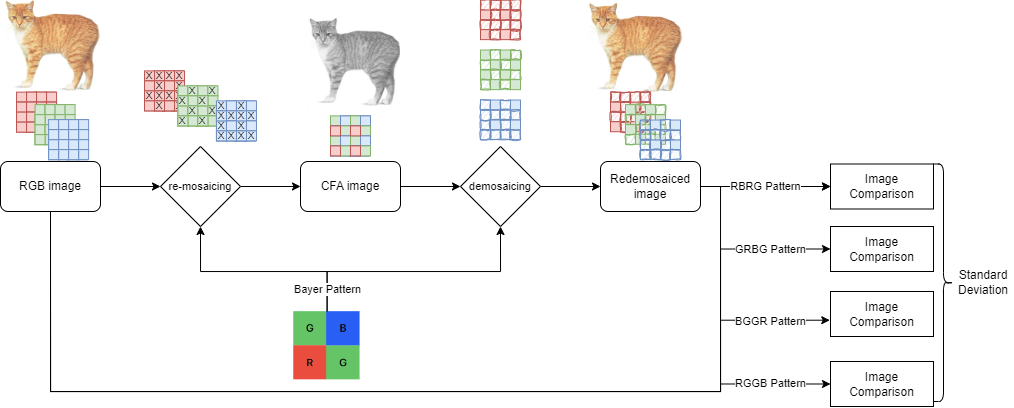 X X X X
X
X X X X
X
X X
X X
X X
X X
X
X X X X
X
X X X X
RGB image
re-mosaicing
CFA image
demosaicing
Redemosaiced
image
RBRG Pattern
Image
Comparison
GRBG Pattern
Image
Comparison
Bayer Pattern
Standard
Deviation
G B
R G
BGGR Pattern
Image
Comparison
RGGB Pattern
Image
Comparison